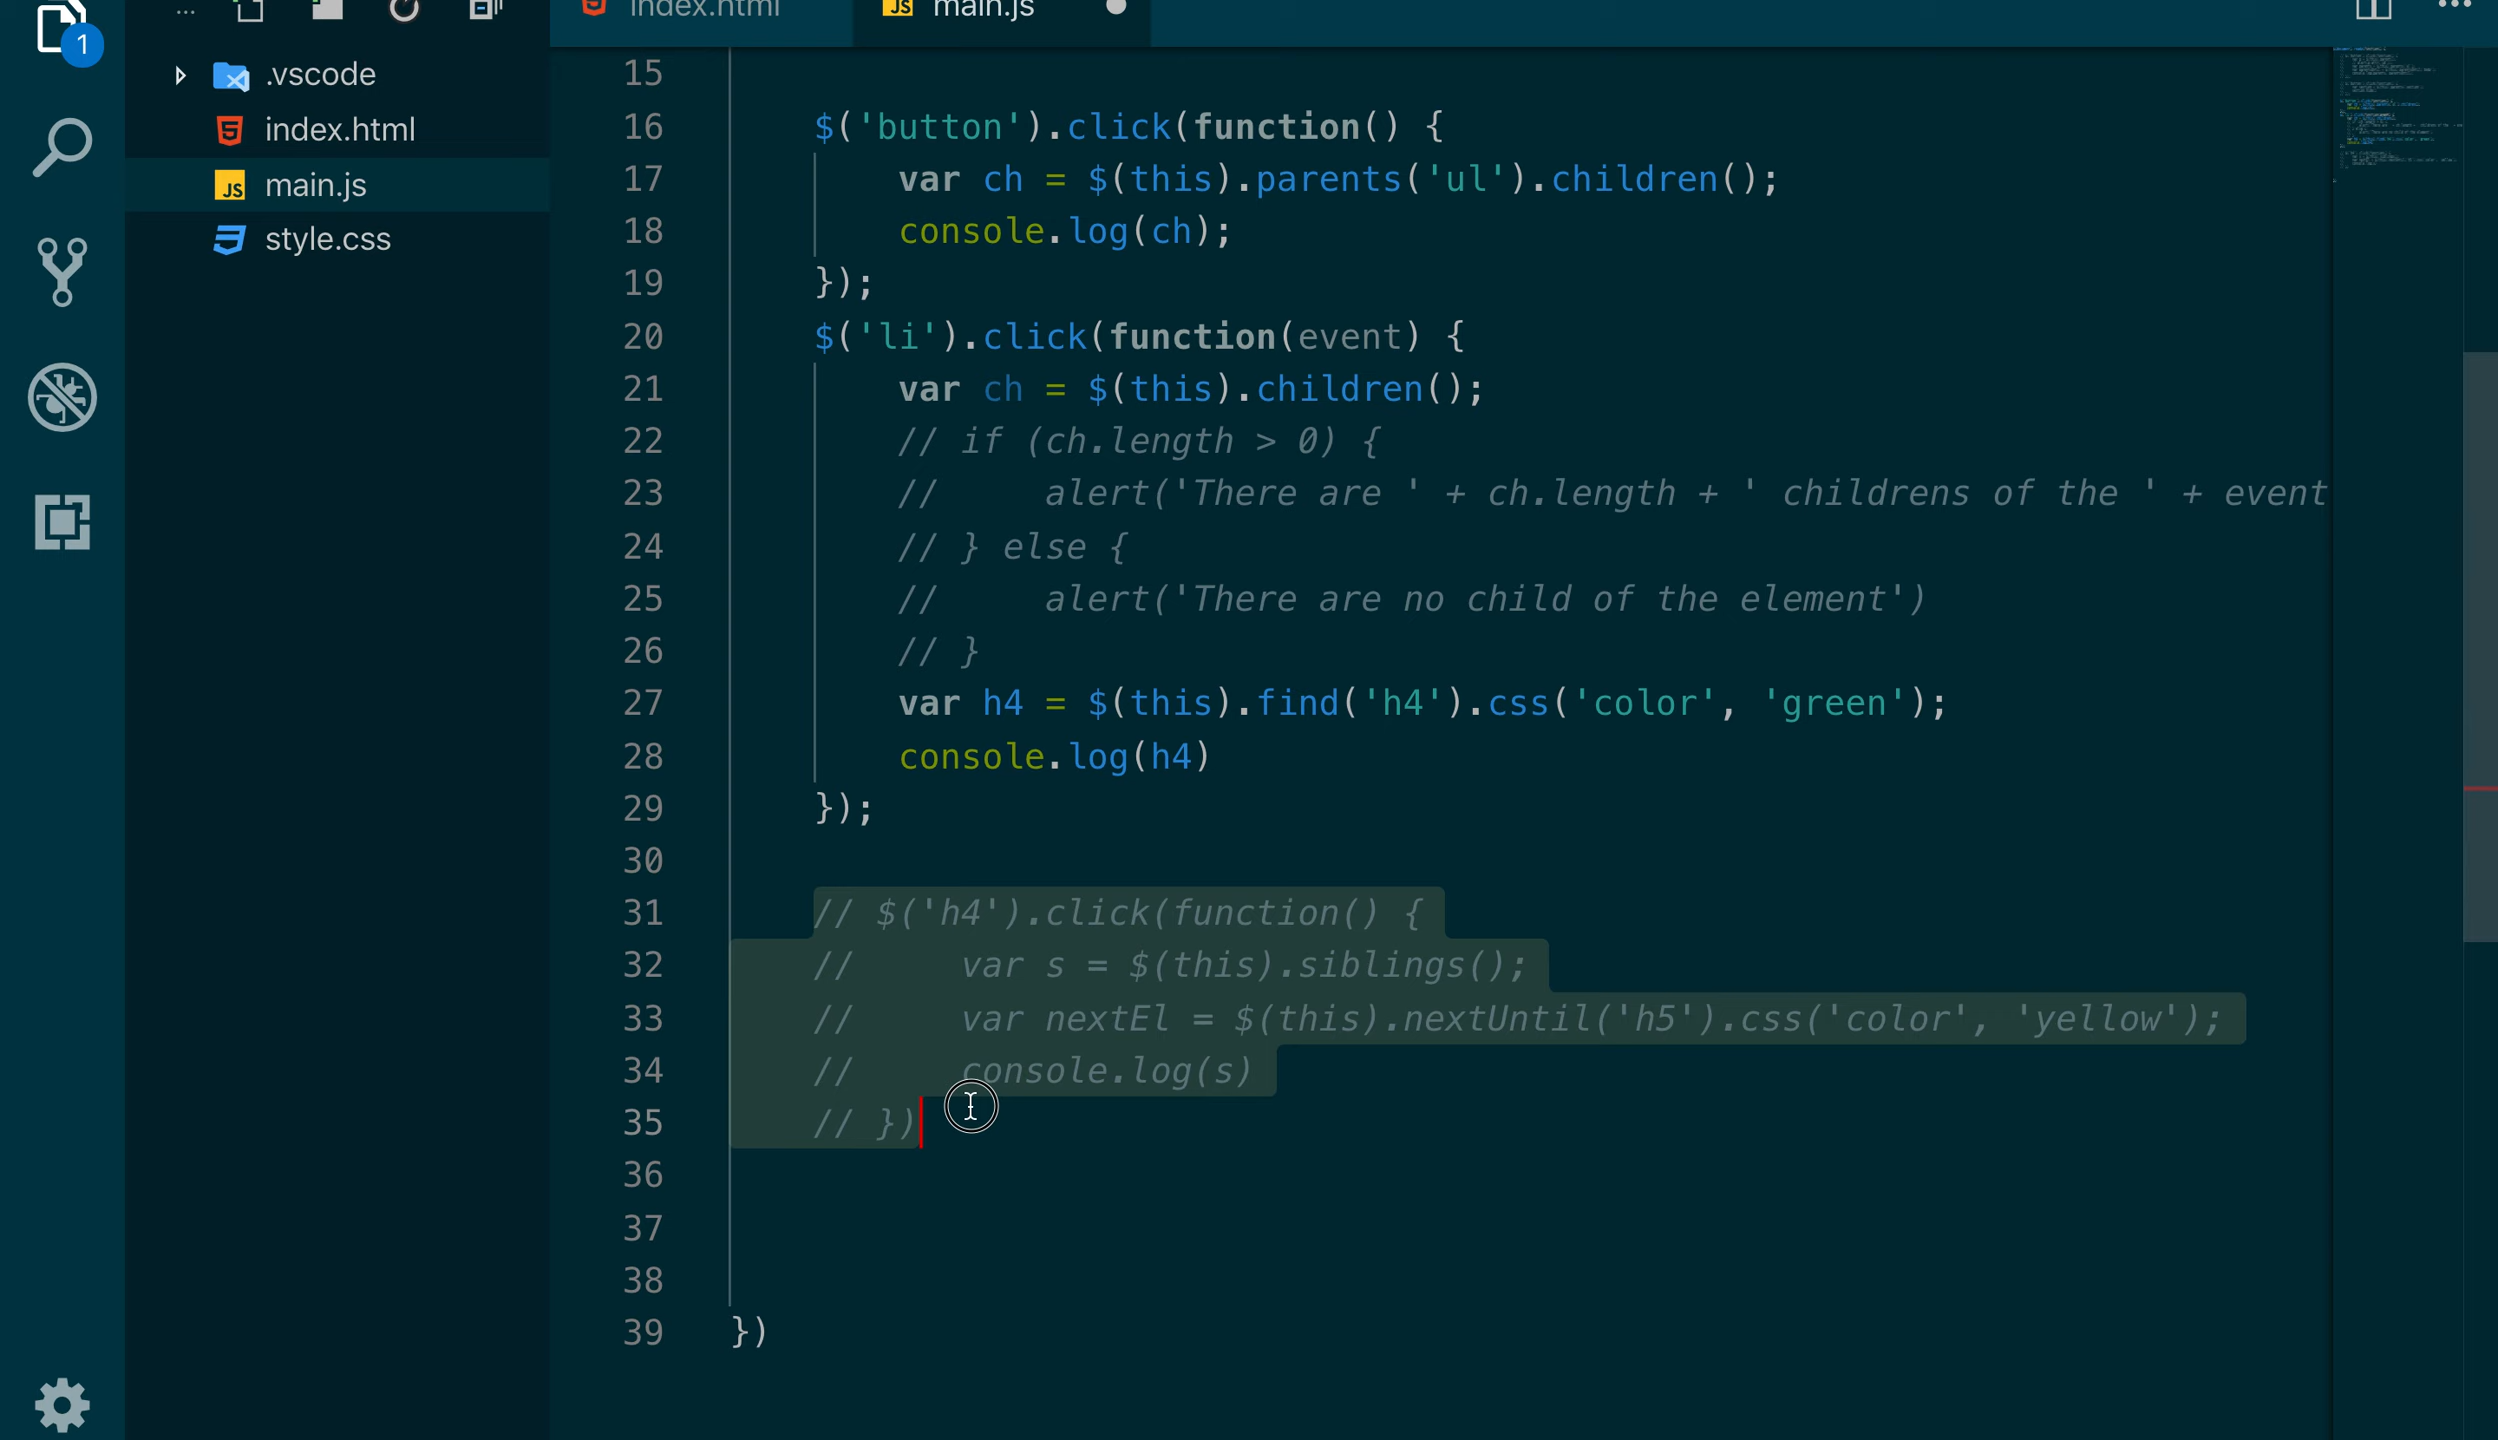 ...
index.html
main.js
1
.vscode
index.html
main.js
style.css
15
16 $('button').click(function() {
17 var ch = $(this).parents('ul').children();
18 console.log(ch);
19 });
20 $('li').click(function(event) {
21 var ch = $(this).children();
22 // if (ch.length > 0) {
23 // alert('There are ' + ch.length + ' childrens of the ' + event
24 // } else {
25 // alert('There are no child of the element')
26 // }
27 var h4 = $(this).find('h4').css('color', 'green');
28 console.log(h4)
29 });
30
31 // $('h4').click(function() {
32 // var s = $(this).siblings();
33 // var nextEl = $(this).nextUntil('h5').css('color', 'yellow');
34 // console.log(s)
35 // })
36
37
38
39 })